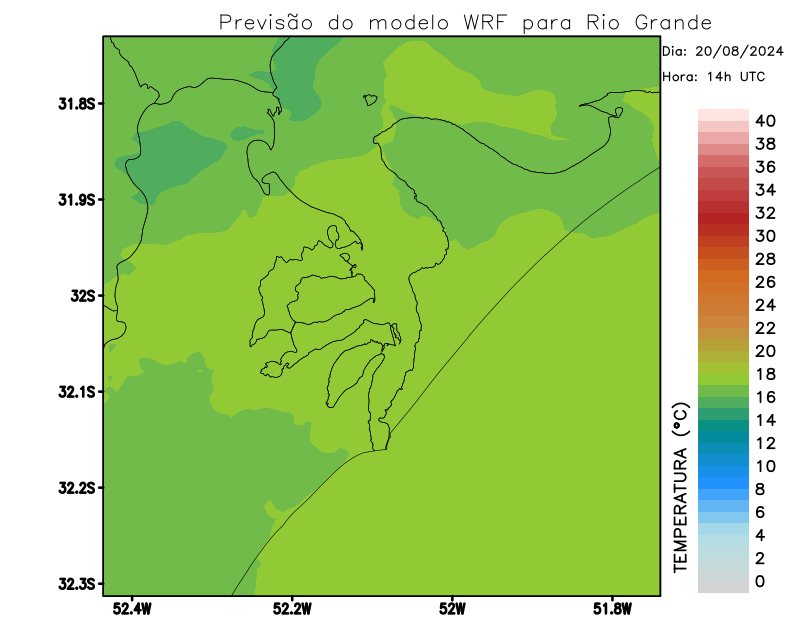 Previsão do modelo WRF para Rio Grande
Dia: 20/08/2024
Hora: 14h UTC
31.8S
31.9S
32S
32.1S
32.2S
32.3S
52.4W
52.2W
52W
51.8W
TEMPERATURA (°C)
40
38
36
34
32
30
28
26
24
22
20
18
16
14
12
10
8
6
4
2
0